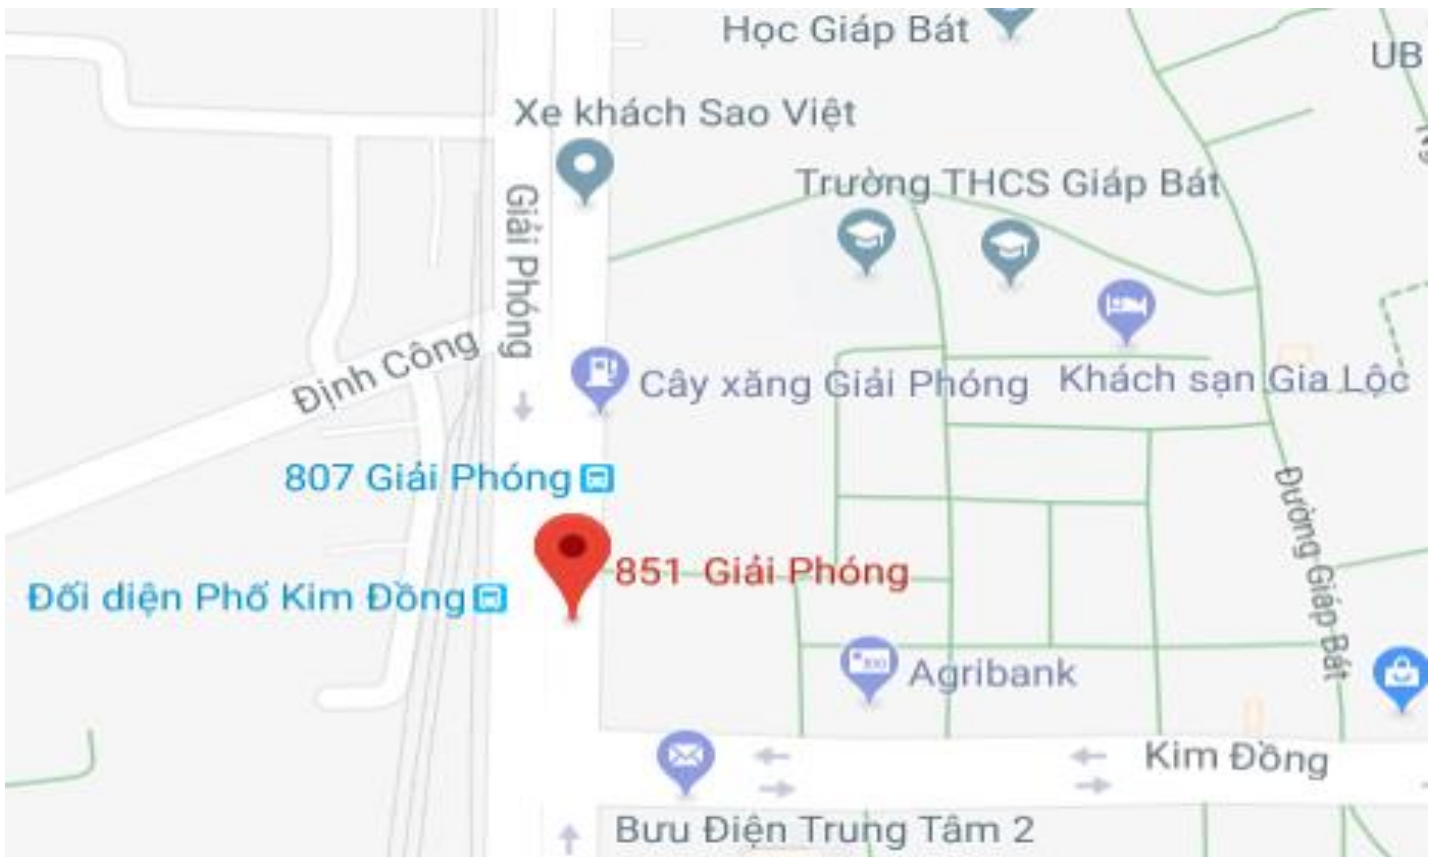 Học Giáp Bát
UB
Xe khách Sao Việt
Trường THCS Giáp Bát
Giải Phóng
Định Công
Cây xăng Giải Phóng
Khách sạn Gia Lộc
807 Giải Phóng
Đường Giáp Bát
851 Giải Phóng
Đối diện Phố Kim Đồng
Agribank
Kim Đồng
Bưu Điện Trung Tâm 2